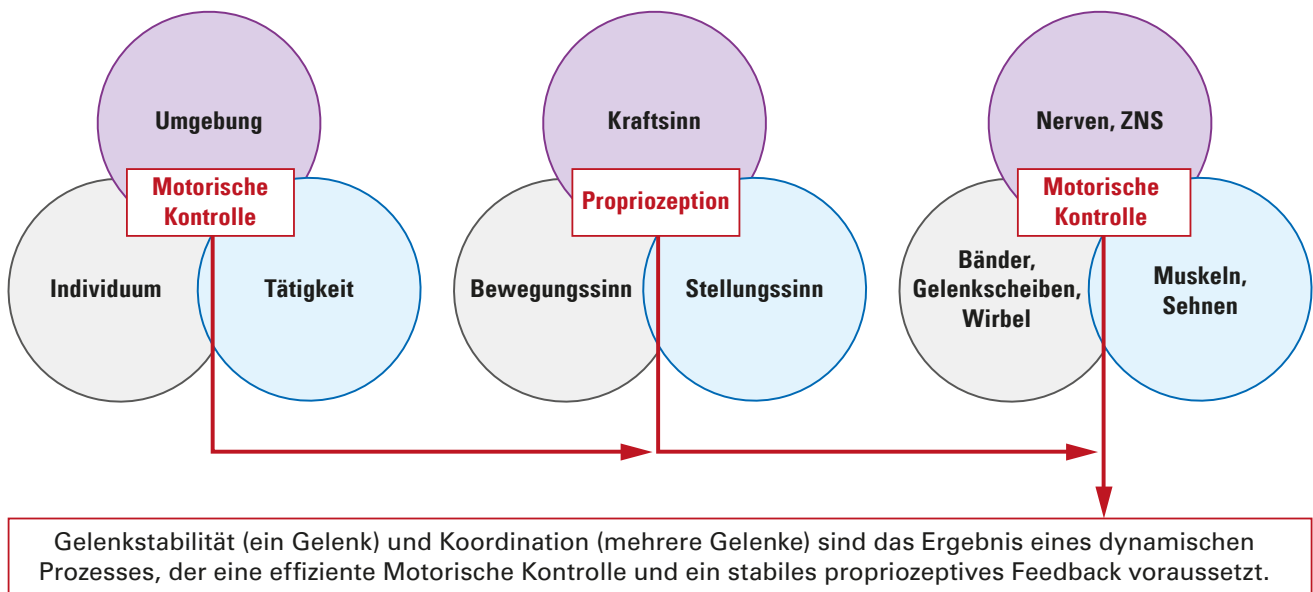 Umgebung
Motorische
Kontrolle
Individuum
Tätigkeit
Kraftsinn
Propriozeption
Bewegungssinn
Stellungssinn
Nerven, ZNS
Motorische
Kontrolle
Bänder,
Gelenkscheiben,
Wirbel
Muskeln,
Sehnen
Gelenkstabilität (ein Gelenk) und Koordination (mehrere Gelenke) sind das Ergebnis eines dynamischen
Prozesses, der eine effiziente Motorische Kontrolle und ein stabiles propriozeptives Feedback voraussetzt.